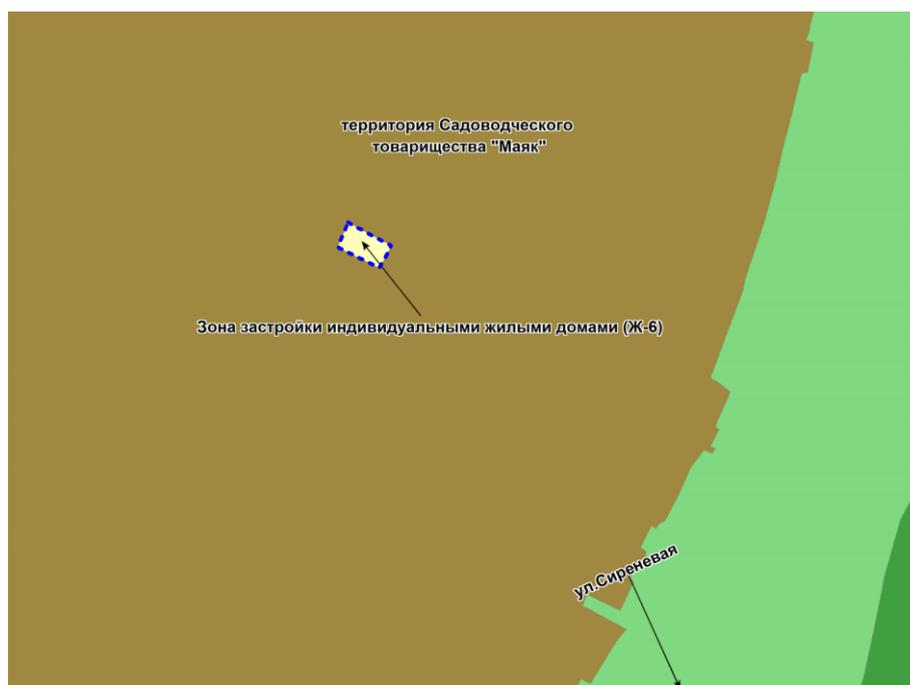 территория Садоводческого
товарищества "Маяк"
Зона застройки индивидуальными жилыми домами (Ж-6)
ул.Сиреневая